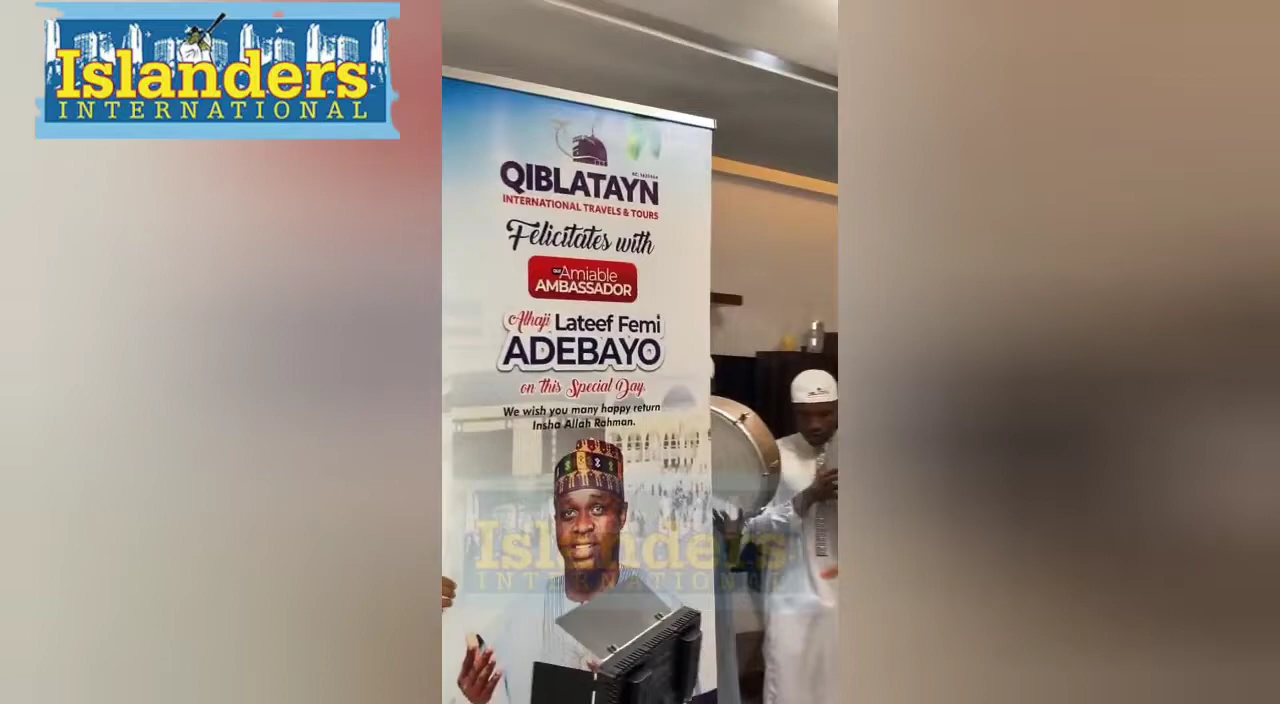 Islanders
INTERNATIONAL
QIBLATAYN
INTERNATIONAL TRAVELS & TOURS
Felicitates with
our Amiable
AMBASSADOR
Alhaji Lateef Femi
ADEBAYO
on this Special Day.
We wish you many happy return
Insha Allah Rahman.
Islanders
INTERNATIONAL